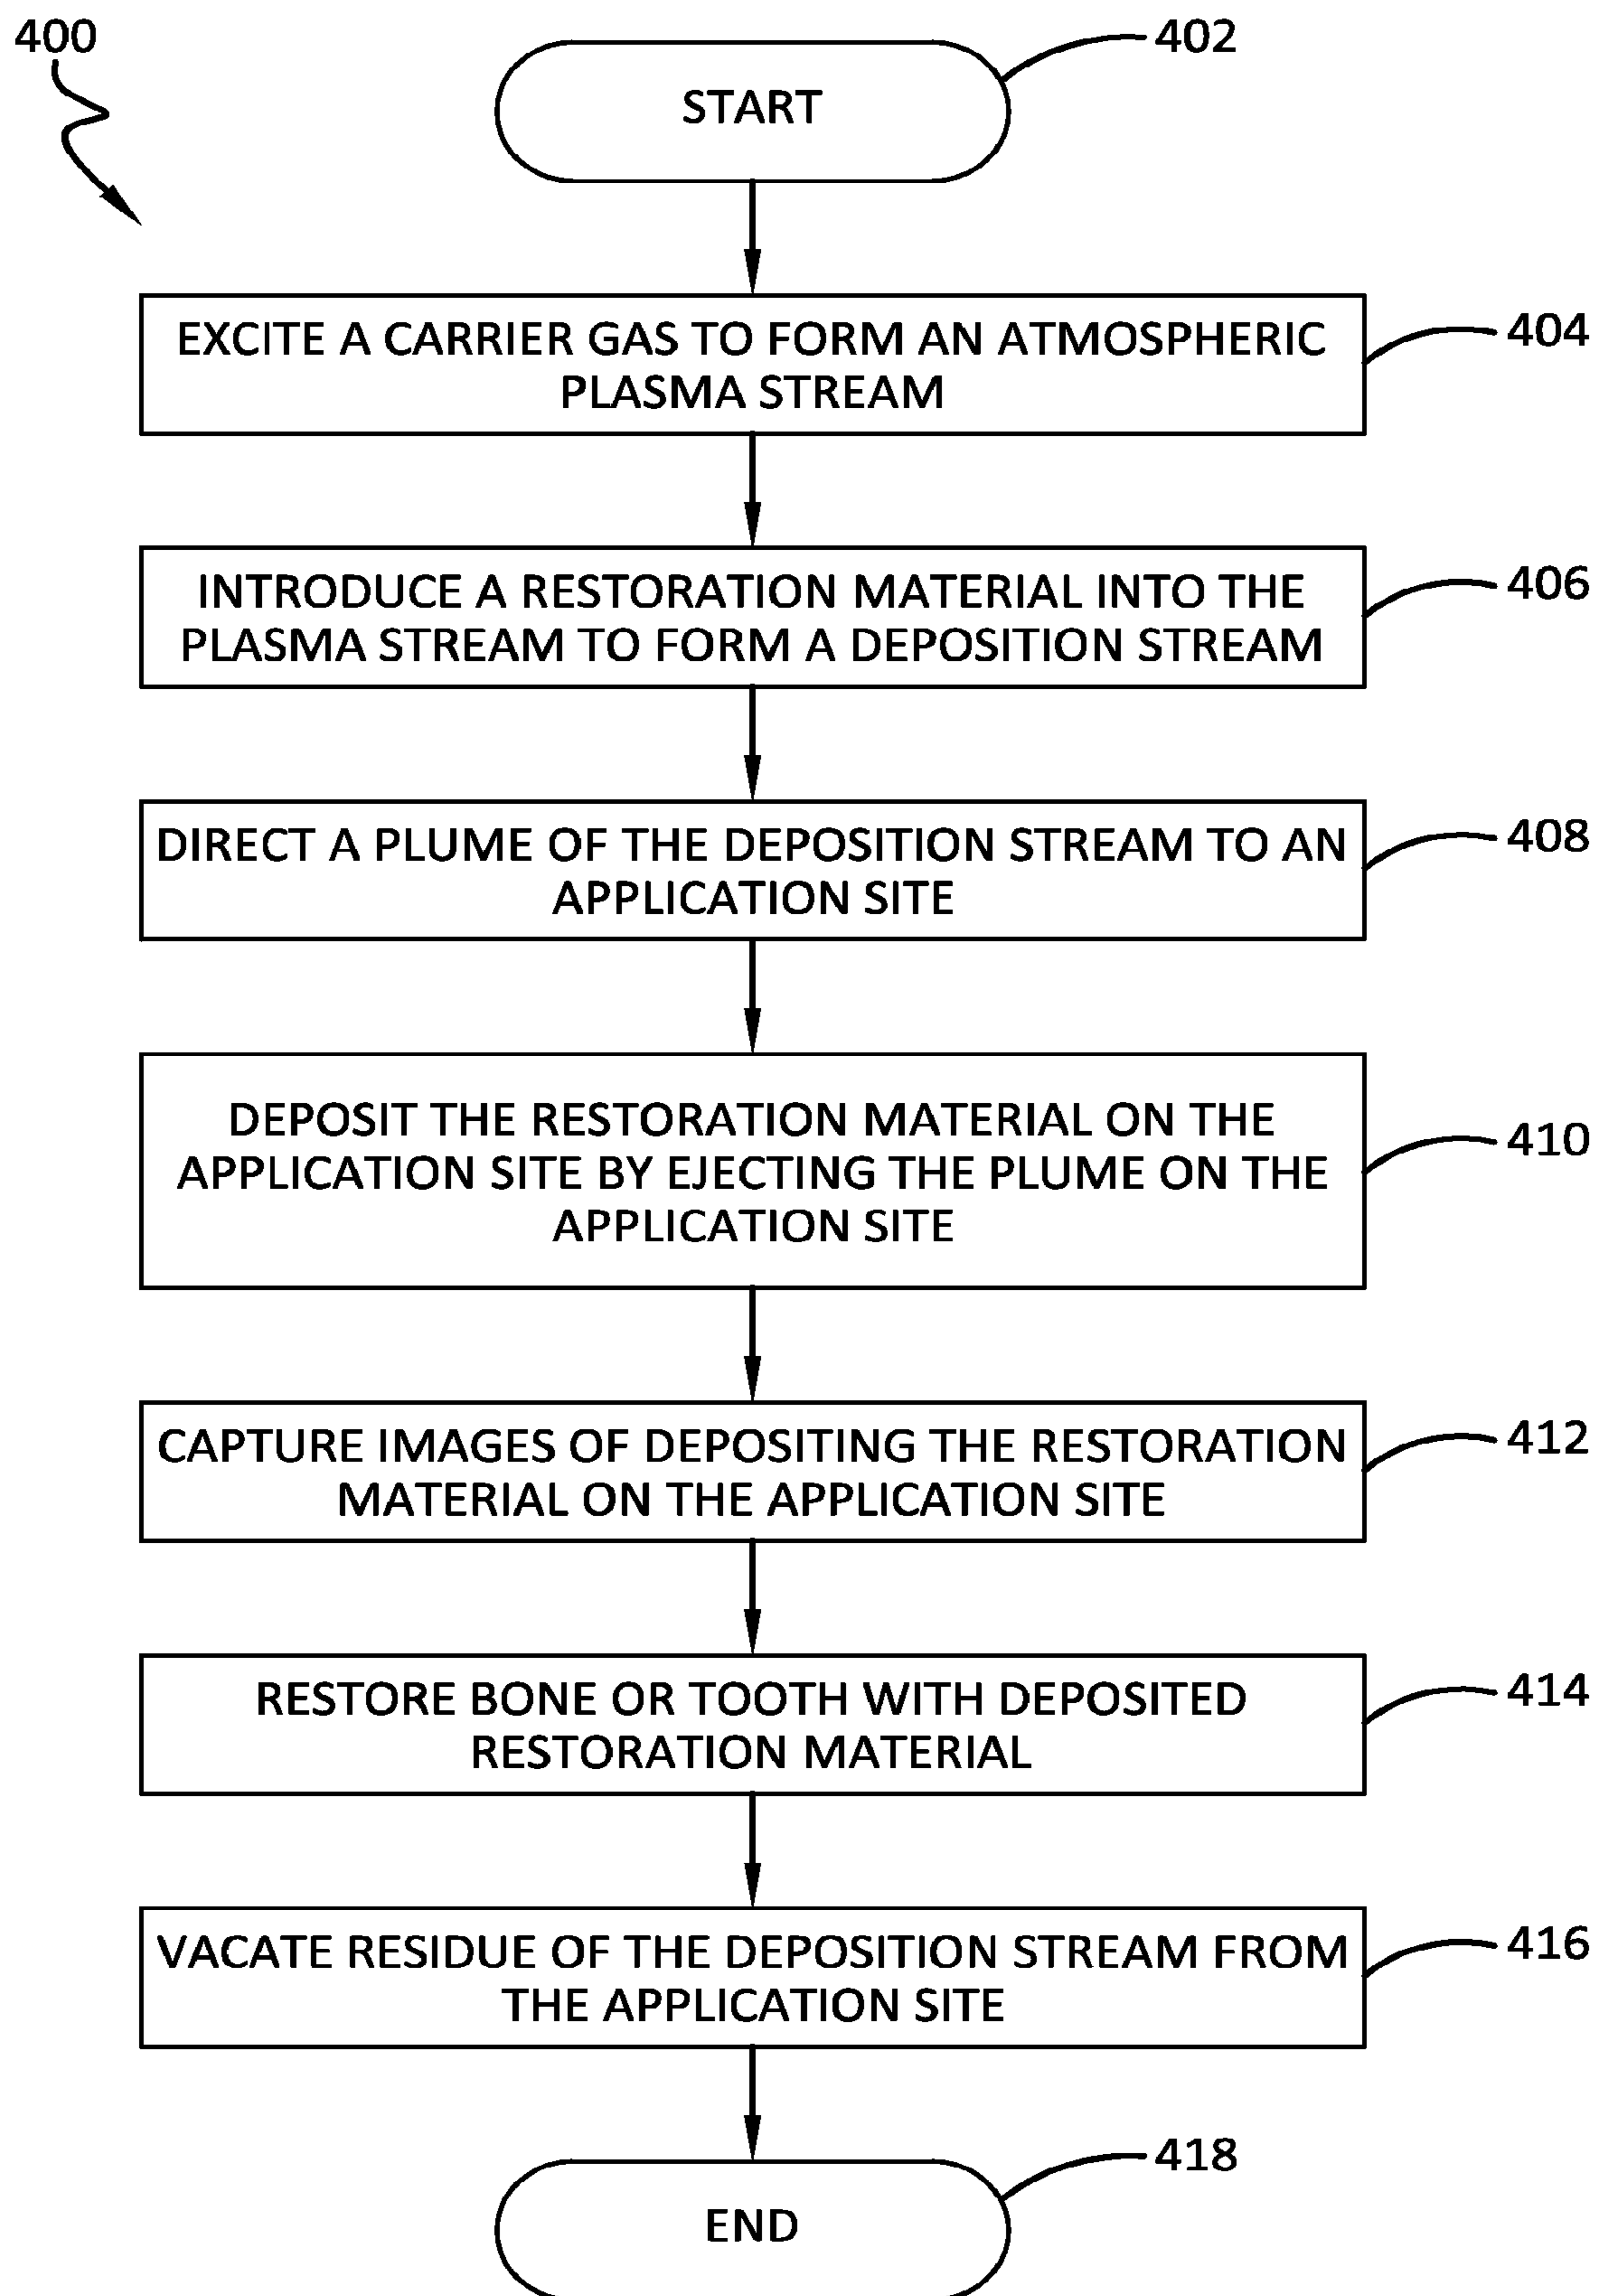 400
402
START
EXCITE A CARRIER GAS TO FORM AN ATMOSPHERIC
PLASMA STREAM
404
INTRODUCE A RESTORATION MATERIAL INTO THE
PLASMA STREAM TO FORM A DEPOSITION STREAM
406
DIRECT A PLUME OF THE DEPOSITION STREAM TO AN
APPLICATION SITE
408
DEPOSIT THE RESTORATION MATERIAL ON THE
APPLICATION SITE BY EJECTING THE PLUME ON THE
APPLICATION SITE
410
CAPTURE IMAGES OF DEPOSITING THE RESTORATION
MATERIAL ON THE APPLICATION SITE
412
RESTORE BONE OR TOOTH WITH DEPOSITED
RESTORATION MATERIAL
414
VACATE RESIDUE OF THE DEPOSITION STREAM FROM
THE APPLICATION SITE
416
418
END